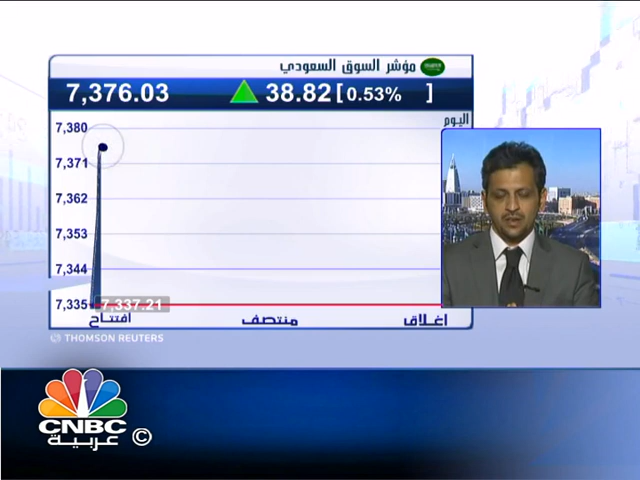 مؤشر السوق السعودي
7,376.03 38.82 [0.53% ]
اليوم
7,380
7,371
7,362
7,353
7,344
7,335
7,337.21
افتتاح منتصف اغلاق
© THOMSON REUTERS
CNBC
عربية ©